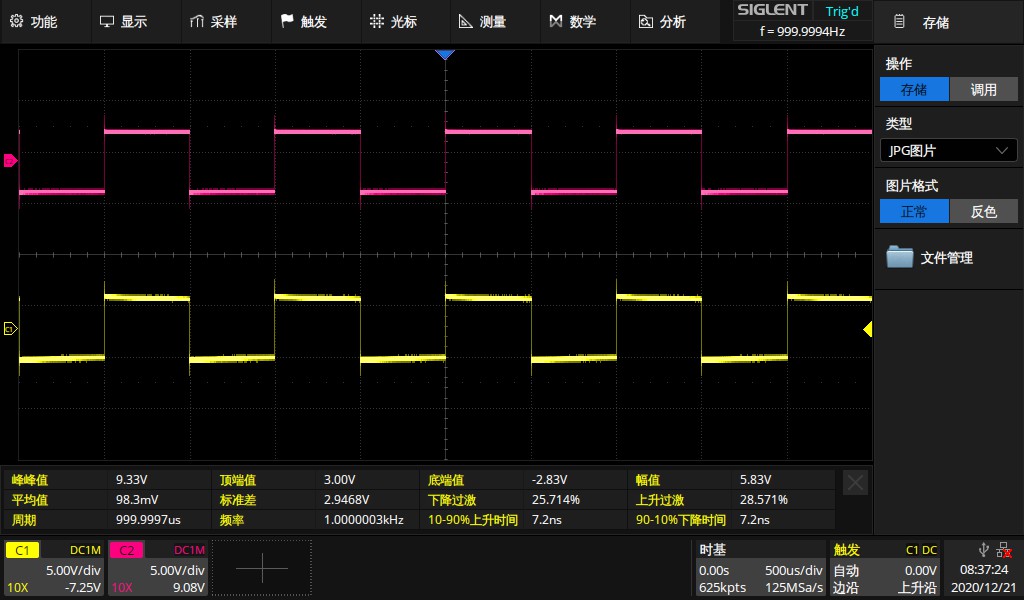 功能 显示 采样 触发 光标 测量 数学 分析
SIGLENT Trig'd
f = 999.9994Hz
存储
操作
存储 调用
类型
JPG图片
图片格式
正常 反色
文件管理
C1
峰峰值 9.33V 顶端值 3.00V 底端值 -2.83V 幅值 5.83V
平均值 98.3mV 标准差 2.9468V 下降过激 25.714% 上升过激 28.571%
周期 999.9997us 频率 1.0000003kHz 10-90%上升时间 7.2ns 90-10%下降时间 7.2ns
C1 DC1M
5.00V/div
10X -7.25V
C2 DC1M
5.00V/div
10X 9.08V
时基
0.00s 500us/div
625kpts 125MSa/s
触发 C1 DC
自动 0.00V
边沿 上升沿
08:37:24
2020/12/21